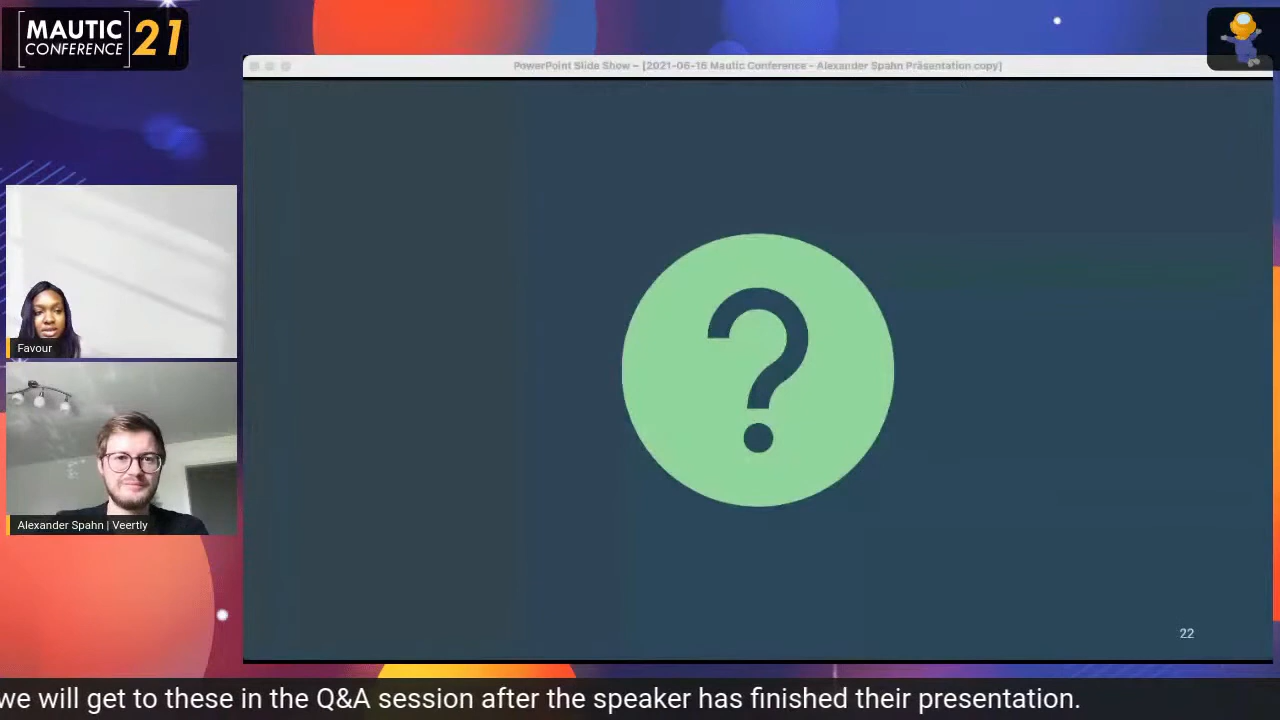 MAUTIC
CONFERENCE
21
PowerPoint Slide Show – [2021-06-16 Mautic Conference - Alexander Spahn Präsentation copy]
?
Favour
Alexander Spahn | Veertly
22
we will get to these in the Q&A session after the speaker has finished their presentation.